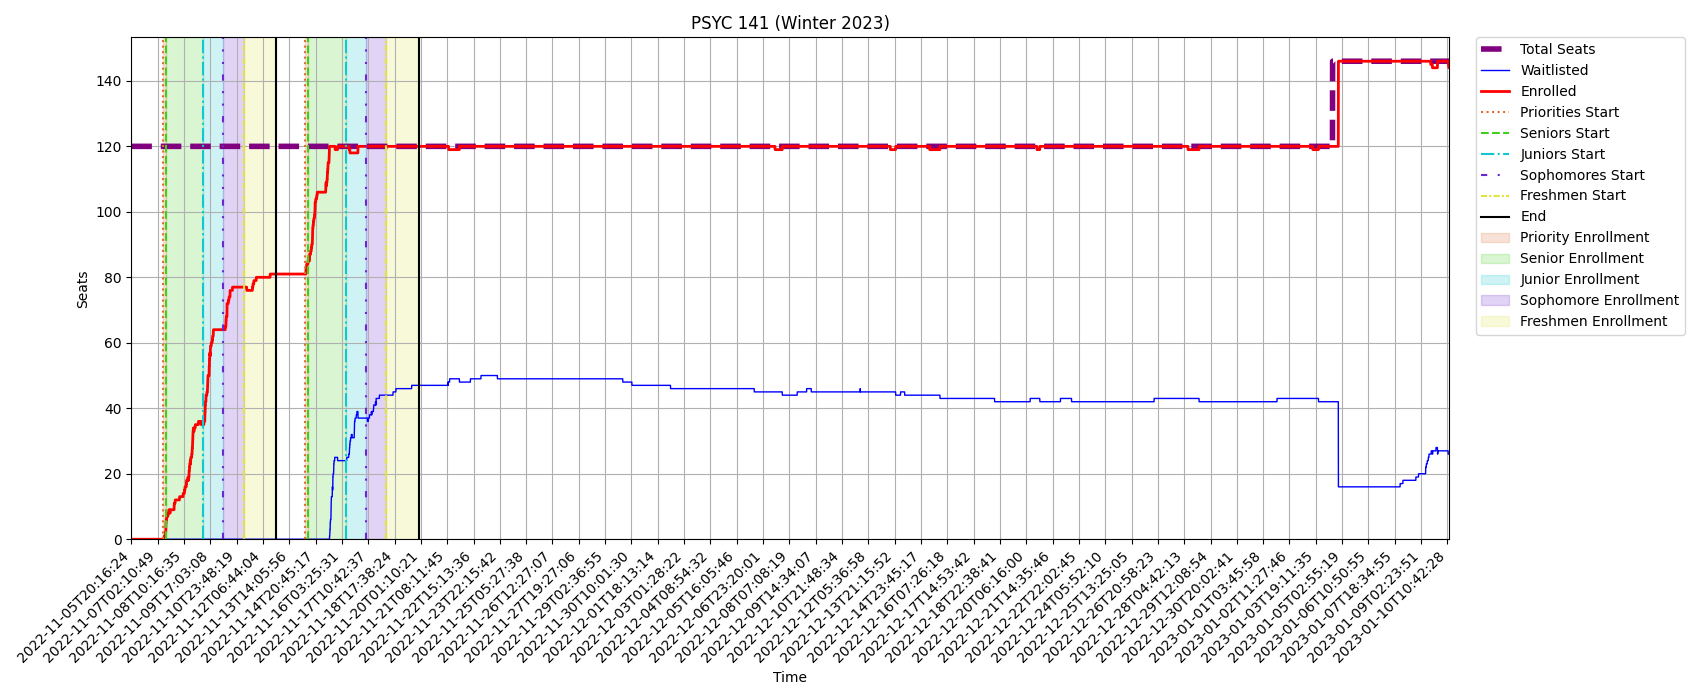 PSYC 141 (Winter 2023)
Seats
140
120
100
80
60
40
20
0
2022-11-05T20:16:24
2022-11-07T02:10:49
2022-11-08T10:16:35
2022-11-09T17:03:08
2022-11-10T23:48:19
2022-11-12T06:44:04
2022-11-13T14:05:56
2022-11-14T20:45:17
2022-11-16T03:25:31
2022-11-17T10:42:37
2022-11-18T17:38:24
2022-11-20T01:10:21
2022-11-21T08:11:45
2022-11-22T15:13:36
2022-11-23T22:15:42
2022-11-25T05:27:38
2022-11-26T12:27:07
2022-11-27T19:27:06
2022-11-29T02:36:55
2022-11-30T10:01:30
2022-12-01T18:13:14
2022-12-03T01:28:22
2022-12-04T08:54:32
2022-12-05T16:05:46
2022-12-06T23:20:01
2022-12-08T07:08:19
2022-12-09T14:34:07
2022-12-10T21:48:34
2022-12-12T05:36:58
2022-12-13T12:15:52
2022-12-14T23:45:17
2022-12-16T07:26:18
2022-12-17T14:53:42
2022-12-18T22:38:41
2022-12-20T06:16:00
2022-12-21T14:35:46
2022-12-22T22:02:45
2022-12-24T05:52:10
2022-12-25T13:25:05
2022-12-26T20:58:23
2022-12-28T04:42:13
2022-12-29T12:08:54
2022-12-30T20:02:41
2023-01-01T03:45:58
2023-01-02T11:27:46
2023-01-03T19:11:35
2023-01-05T02:55:19
2023-01-06T10:50:55
2023-01-07T18:34:55
2023-01-09T02:23:51
2023-01-10T10:42:28
Time
Total Seats
Waitlisted
Enrolled
Priorities Start
Seniors Start
Juniors Start
Sophomores Start
Freshmen Start
End
Priority Enrollment
Senior Enrollment
Junior Enrollment
Sophomore Enrollment
Freshmen Enrollment